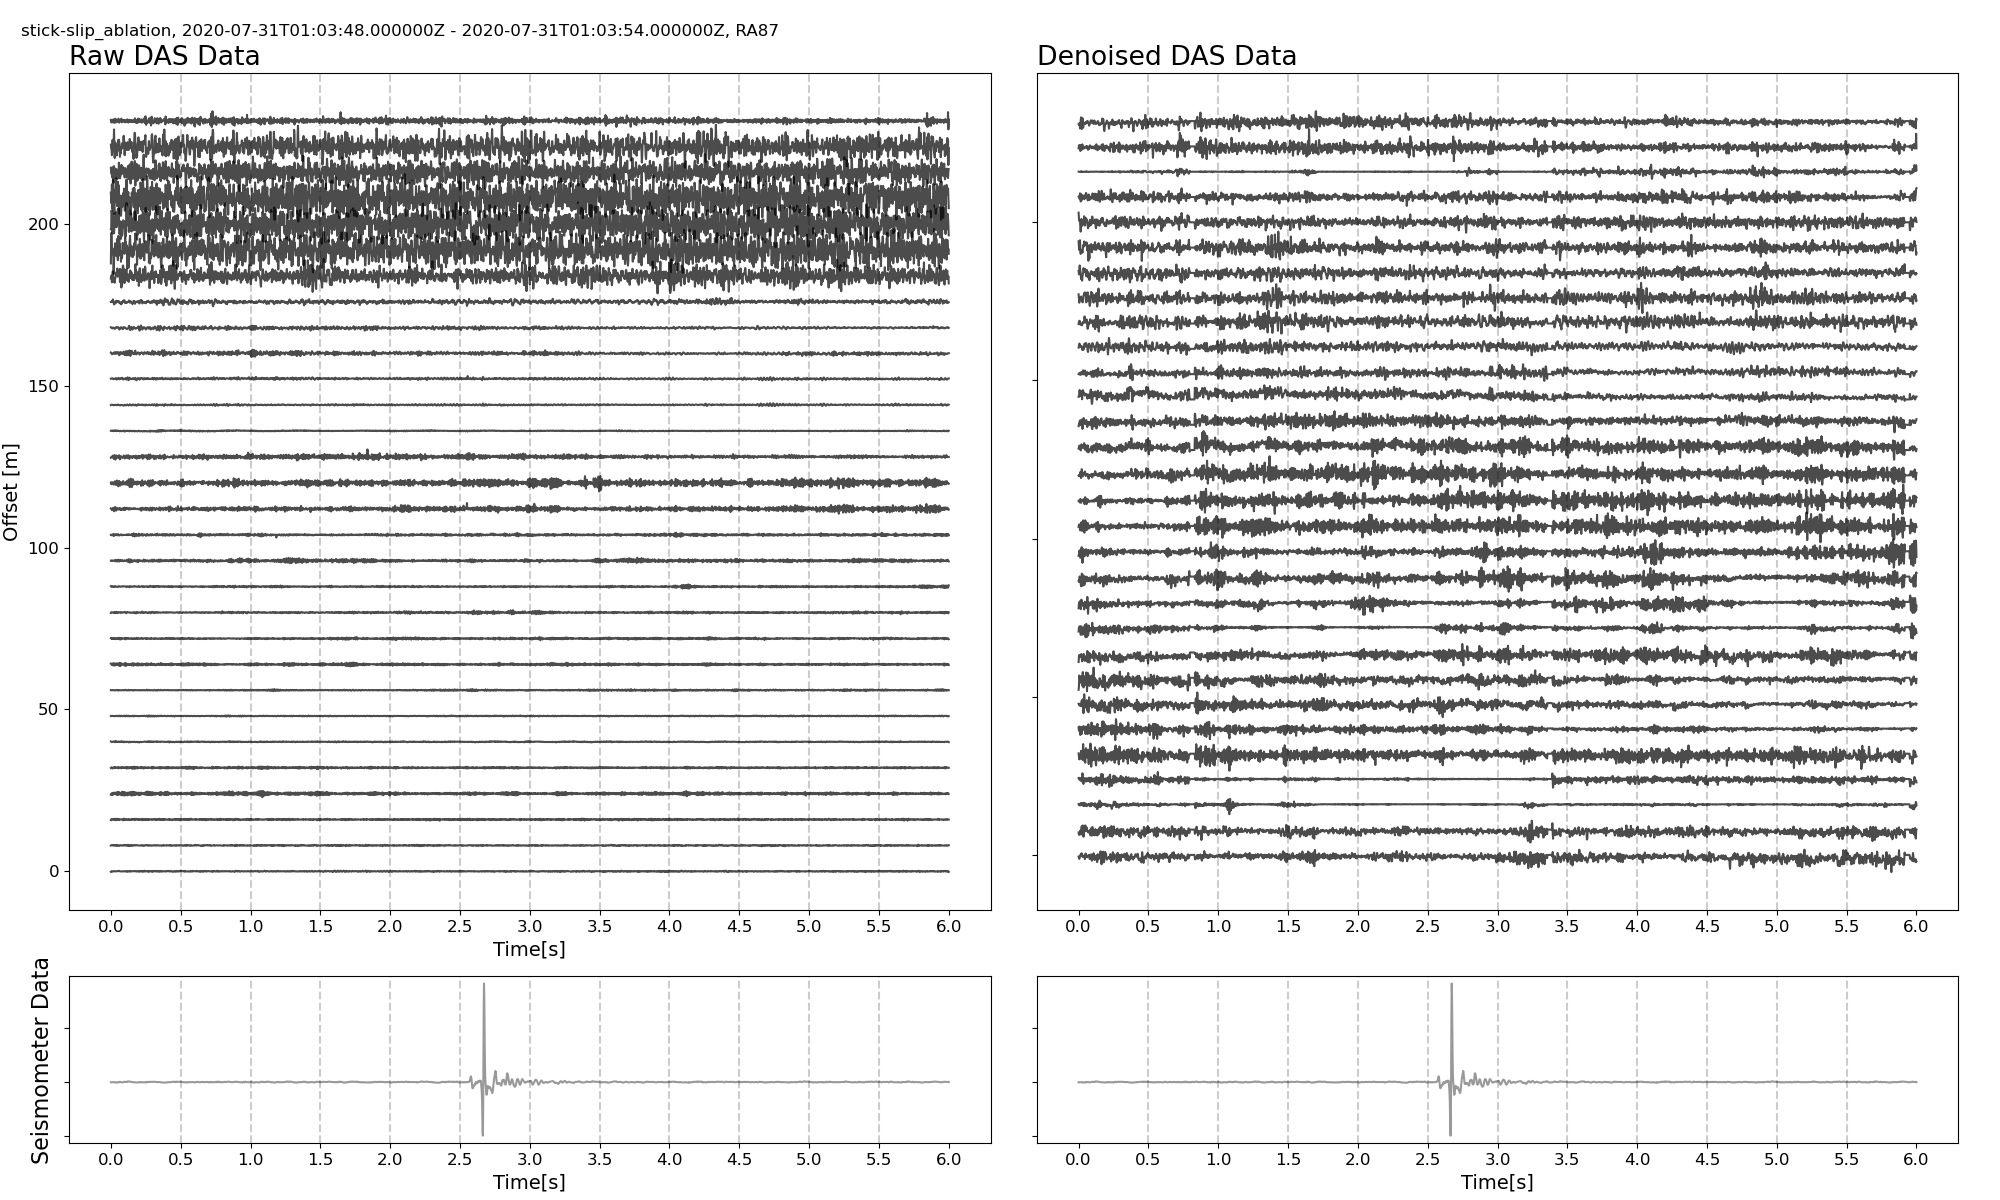 stick-slip_ablation, 2020-07-31T01:03:48.000000Z - 2020-07-31T01:03:54.000000Z, RA87
Raw DAS Data
Denoised DAS Data
Offset [m]
200
150
100
50
0
0.0 0.5 1.0 1.5 2.0 2.5 3.0 3.5 4.0 4.5 5.0 5.5 6.0
Time[s]
0.0 0.5 1.0 1.5 2.0 2.5 3.0 3.5 4.0 4.5 5.0 5.5 6.0
Seismometer Data
0.0 0.5 1.0 1.5 2.0 2.5 3.0 3.5 4.0 4.5 5.0 5.5 6.0
Time[s]
0.0 0.5 1.0 1.5 2.0 2.5 3.0 3.5 4.0 4.5 5.0 5.5 6.0
Time[s]